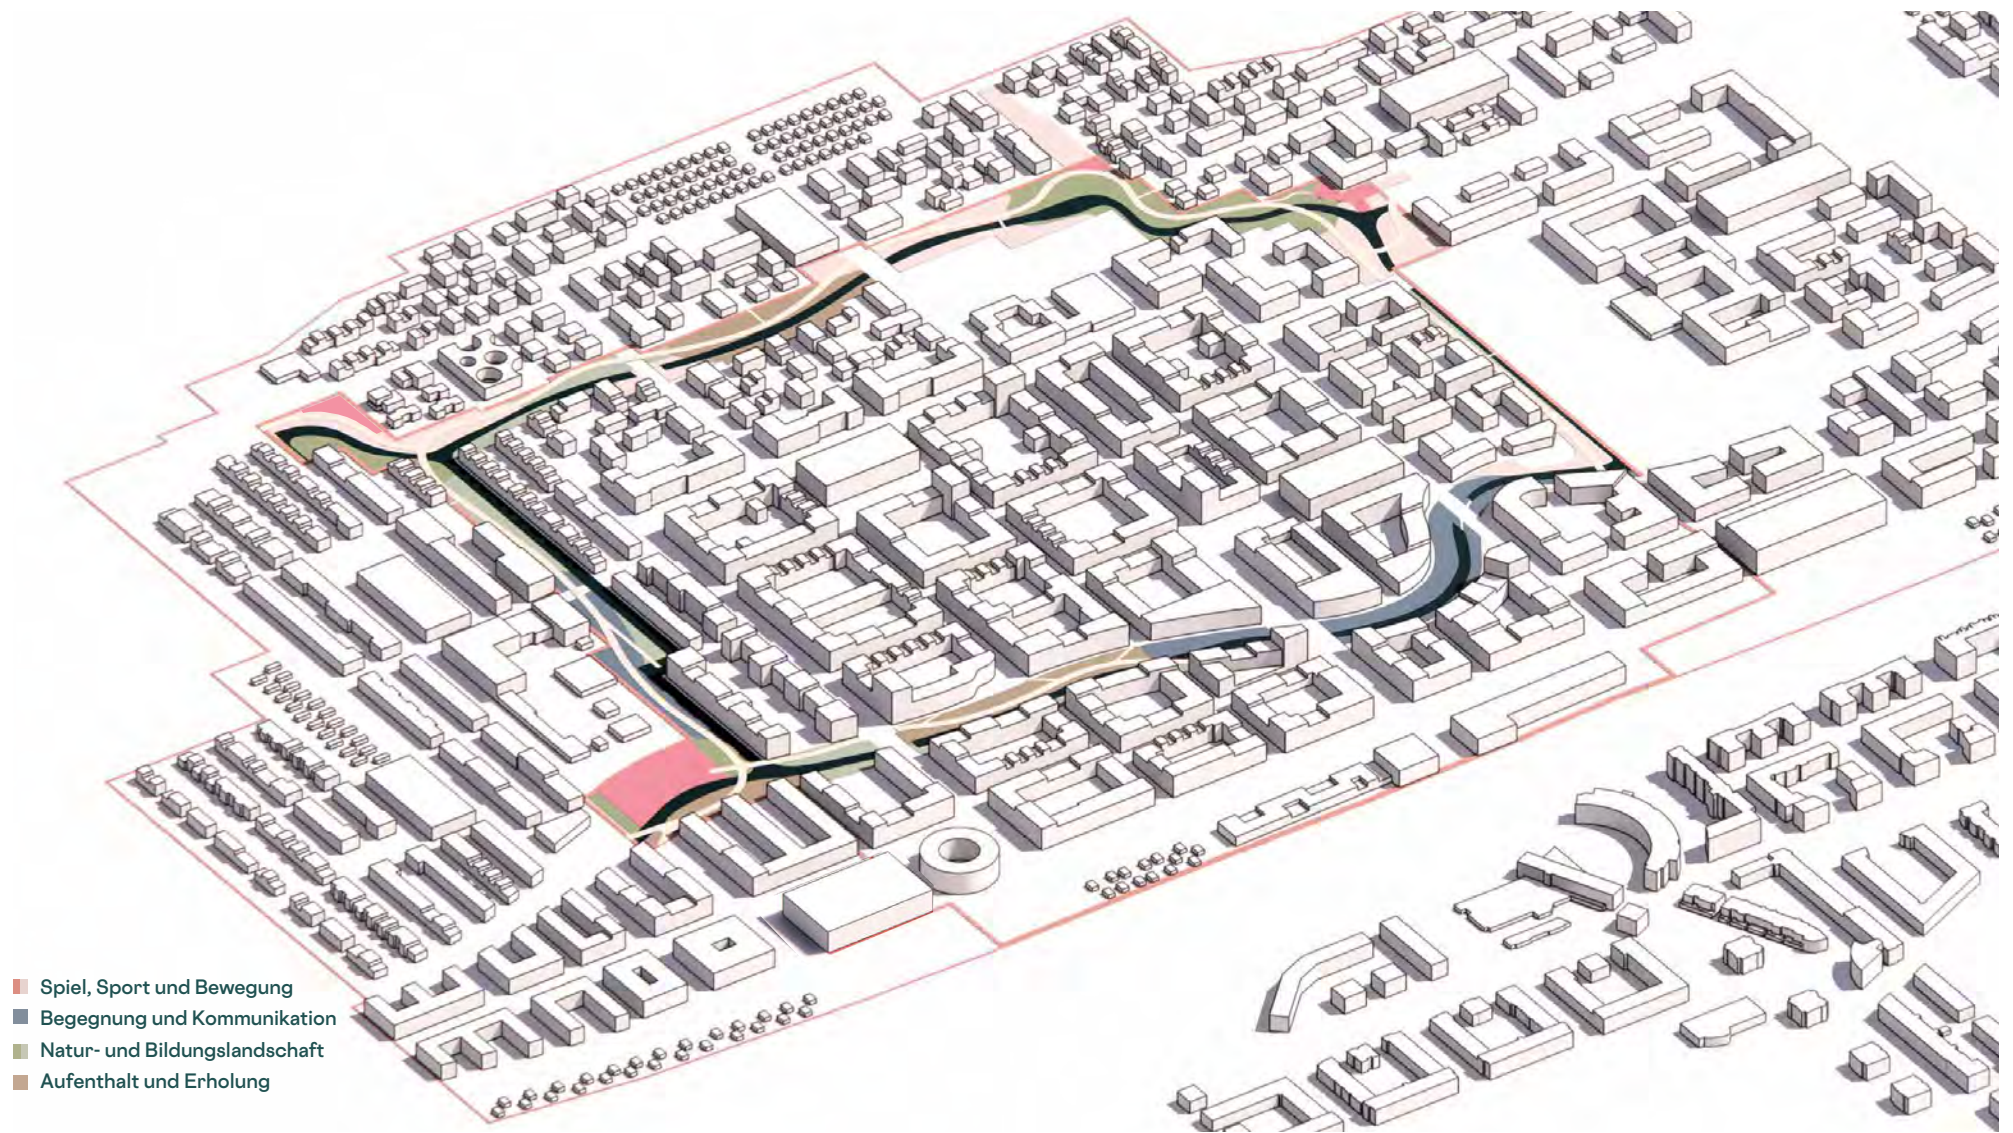 Spiel, Sport und Bewegung
Begegnung und Kommunikation
Natur- und Bildungslandschaft
Aufenthalt und Erholung